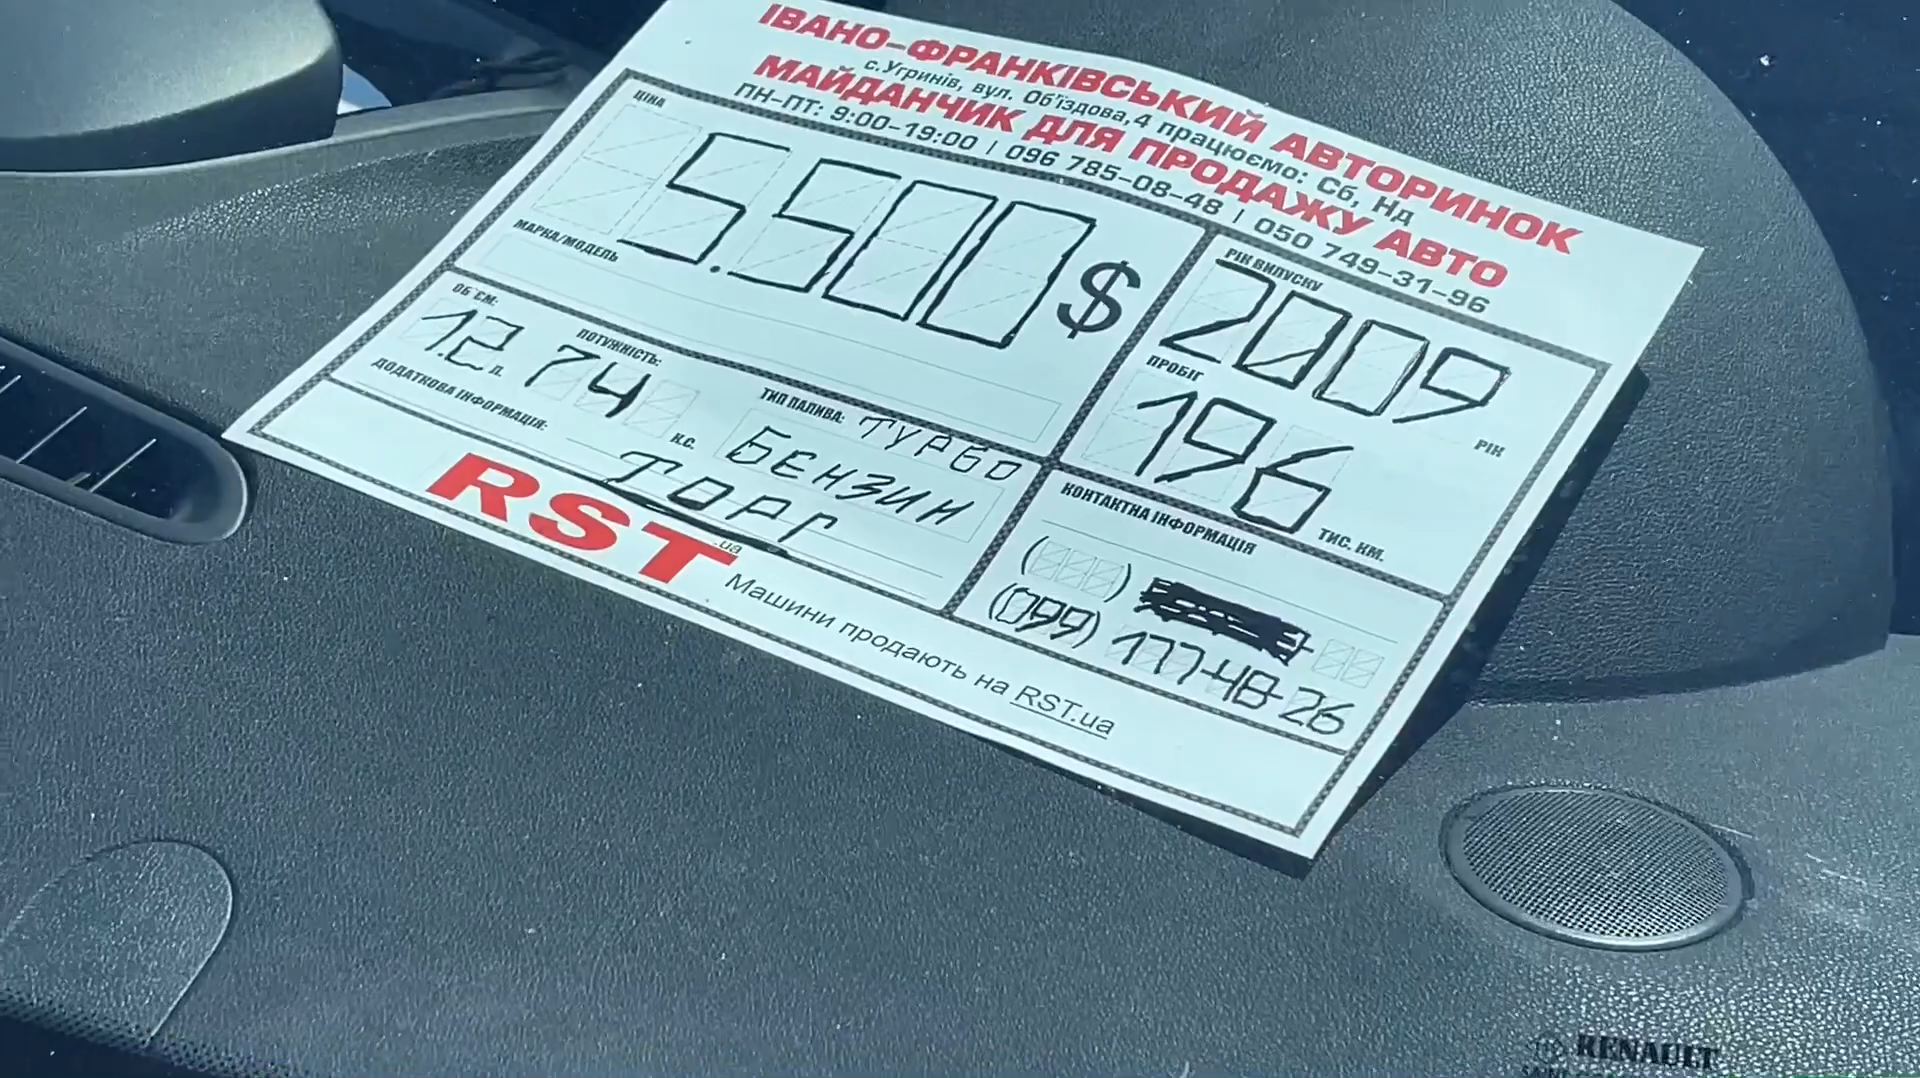 ІВАНО-ФРАНКІВСЬКИЙ АВТОРИНОК
с.Угринів, вул. Об'їздова,4 працюємо: Сб, Нд
МАЙДАНЧИК ДЛЯ ПРОДАЖУ АВТО
ПН-ПТ: 9:00-19:00 | 096 785-08-48 | 050 749-31-96
ЦІНА
5.500 $
МАРКА/МОДЕЛЬ
РІК ВИПУСКУ
2009 РІК
ПРОБІГ
196 ТИС. КМ.
ОБ'ЄМ:
1.2 Л.
ПОТУЖНІСТЬ:
74 К.С.
ТИП ПАЛИВА: ТУРБО
БЕНЗИН
ДОДАТКОВА ІНФОРМАЦІЯ:
ТОРГ
КОНТАКТНА ІНФОРМАЦІЯ
(099) 177-48-26
RST.ua
Машини продають на RST.ua
RENAULT